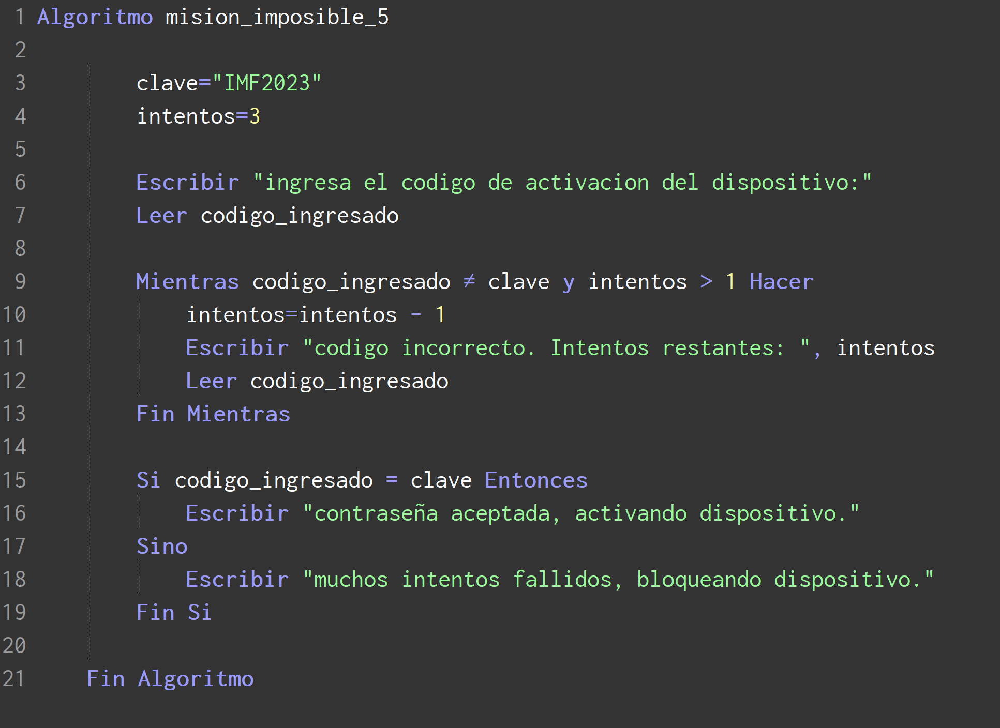 1 Algoritmo mision_imposible_5
2
3 clave="IMF2023"
4 intentos=3
5
6 Escribir "ingresa el codigo de activacion del dispositivo:"
7 Leer codigo_ingresado
8
9 Mientras codigo_ingresado ≠ clave y intentos > 1 Hacer
10 intentos=intentos - 1
11 Escribir "codigo incorrecto. Intentos restantes: ", intentos
12 Leer codigo_ingresado
13 Fin Mientras
14
15 Si codigo_ingresado = clave Entonces
16 Escribir "contraseña aceptada, activando dispositivo."
17 Sino
18 Escribir "muchos intentos fallidos, bloqueando dispositivo."
19 Fin Si
20
21 Fin Algoritmo